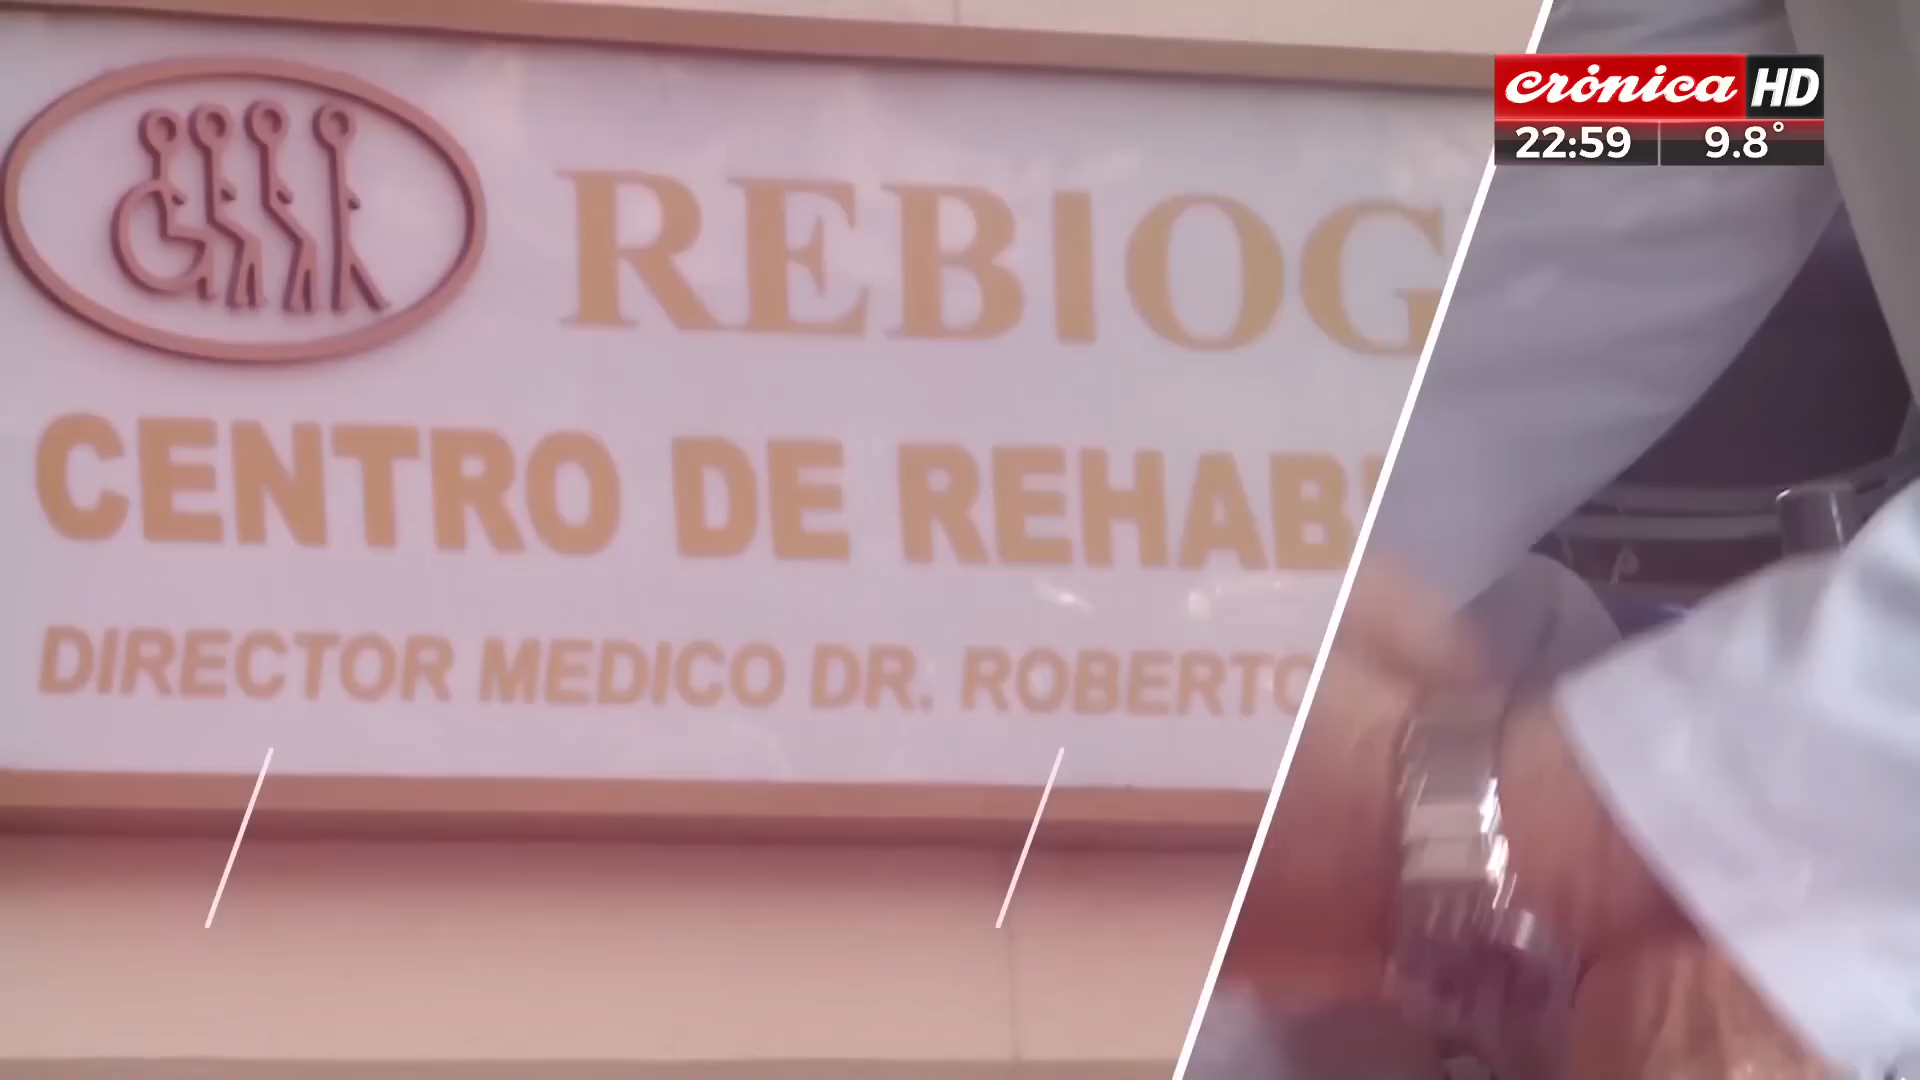 crónica HD
22:59 9.8°
REBIOG
CENTRO DE REHAB
DIRECTOR MEDICO DR. ROBERTO